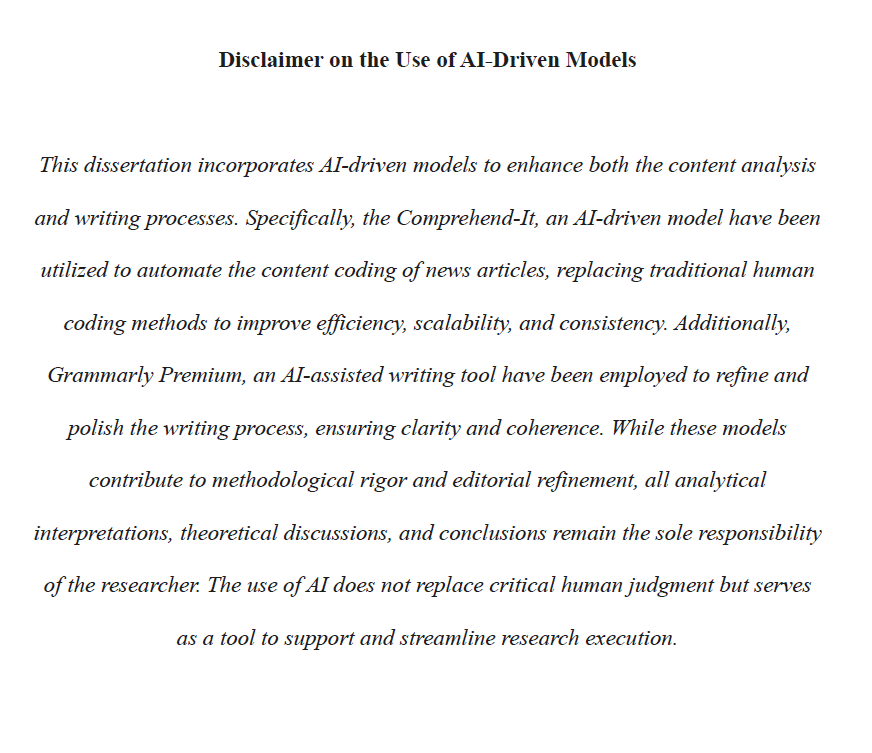 Disclaimer on the Use of AI-Driven Models
This dissertation incorporates AI-driven models to enhance both the content analysis
and writing processes. Specifically, the Comprehend-It, an AI-driven model have been
utilized to automate the content coding of news articles, replacing traditional human
coding methods to improve efficiency, scalability, and consistency. Additionally,
Grammarly Premium, an AI-assisted writing tool have been employed to refine and
polish the writing process, ensuring clarity and coherence. While these models
contribute to methodological rigor and editorial refinement, all analytical
interpretations, theoretical discussions, and conclusions remain the sole responsibility
of the researcher. The use of AI does not replace critical human judgment but serves
as a tool to support and streamline research execution.